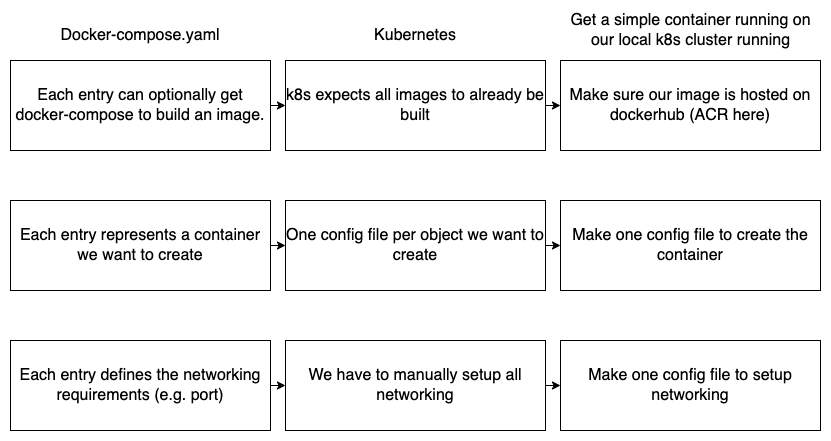 Docker-compose.yaml
Kubernetes
Get a simple container running on
our local k8s cluster running
Each entry can optionally get
docker-compose to build an image.
k8s expects all images to already be
built
Make sure our image is hosted on
dockerhub (ACR here)
Each entry represents a container
we want to create
One config file per object we want to
create
Make one config file to create the
container
Each entry defines the networking
requirements (e.g. port)
We have to manually setup all
networking
Make one config file to setup
networking